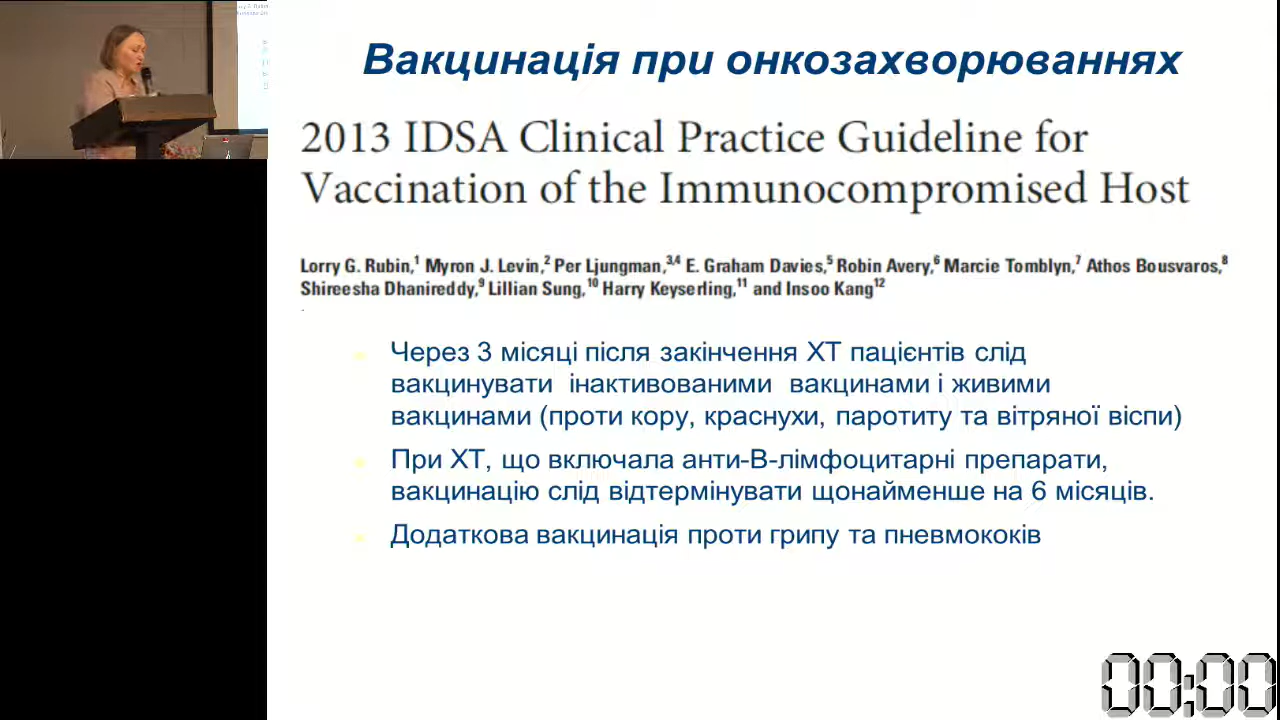 Вакцинація при онкозахворюваннях
2013 IDSA Clinical Practice Guideline for
Vaccination of the Immunocompromised Host
Lorry G. Rubin,1 Myron J. Levin,2 Per Ljungman,3,4 E. Graham Davies,5 Robin Avery,6 Marcie Tomblyn,7 Athos Bousvaros,8
Shireesha Dhanireddy,9 Lillian Sung,10 Harry Keyserling,11 and Insoo Kang12
Через 3 місяці після закінчення ХТ пацієнтів слід
вакцинувати інактивованими вакцинами і живими
вакцинами (проти кору, краснухи, паротиту та вітряної віспи)
При ХТ, що включала анти-В-лімфоцитарні препарати,
вакцинацію слід відтермінувати щонайменше на 6 місяців.
Додаткова вакцинація проти грипу та пневмококів
00:00